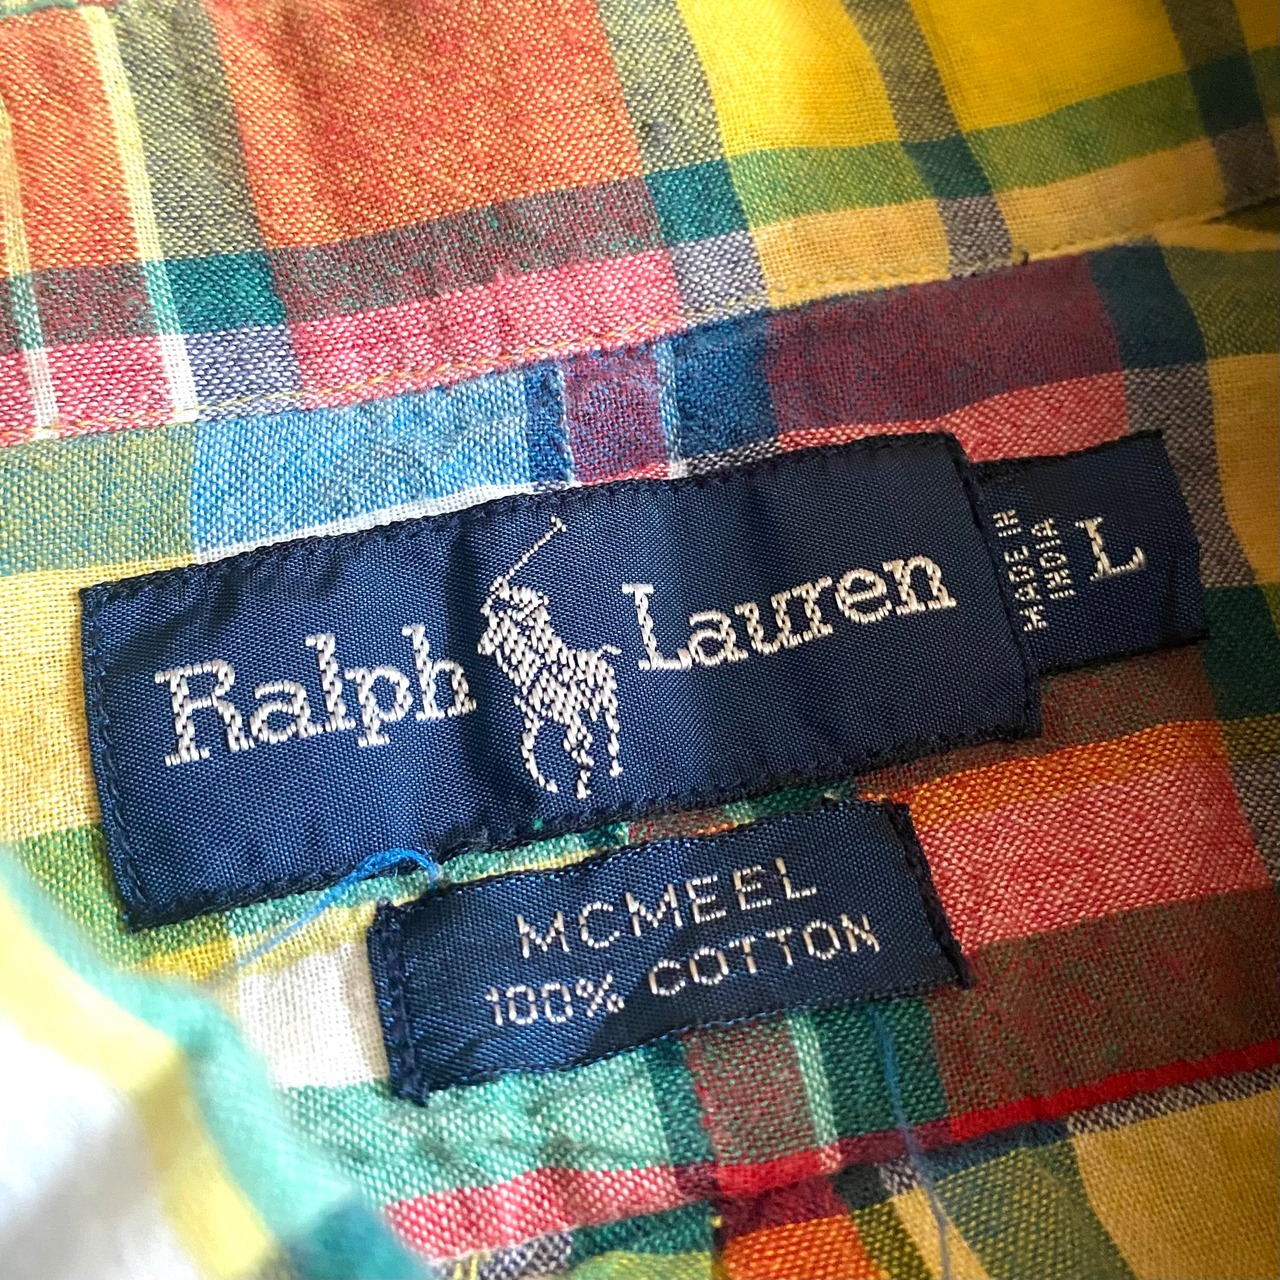 Ralph Lauren
MADE IN
INDIA
L
MCMEEL
100% COTTON